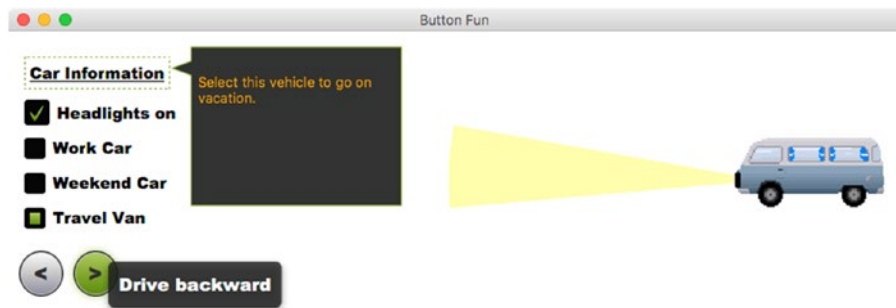 Button Fun
Car Information
Select this vehicle to go on
vacation.
Headlights on
Work Car
Weekend Car
Travel Van
< >
Drive backward